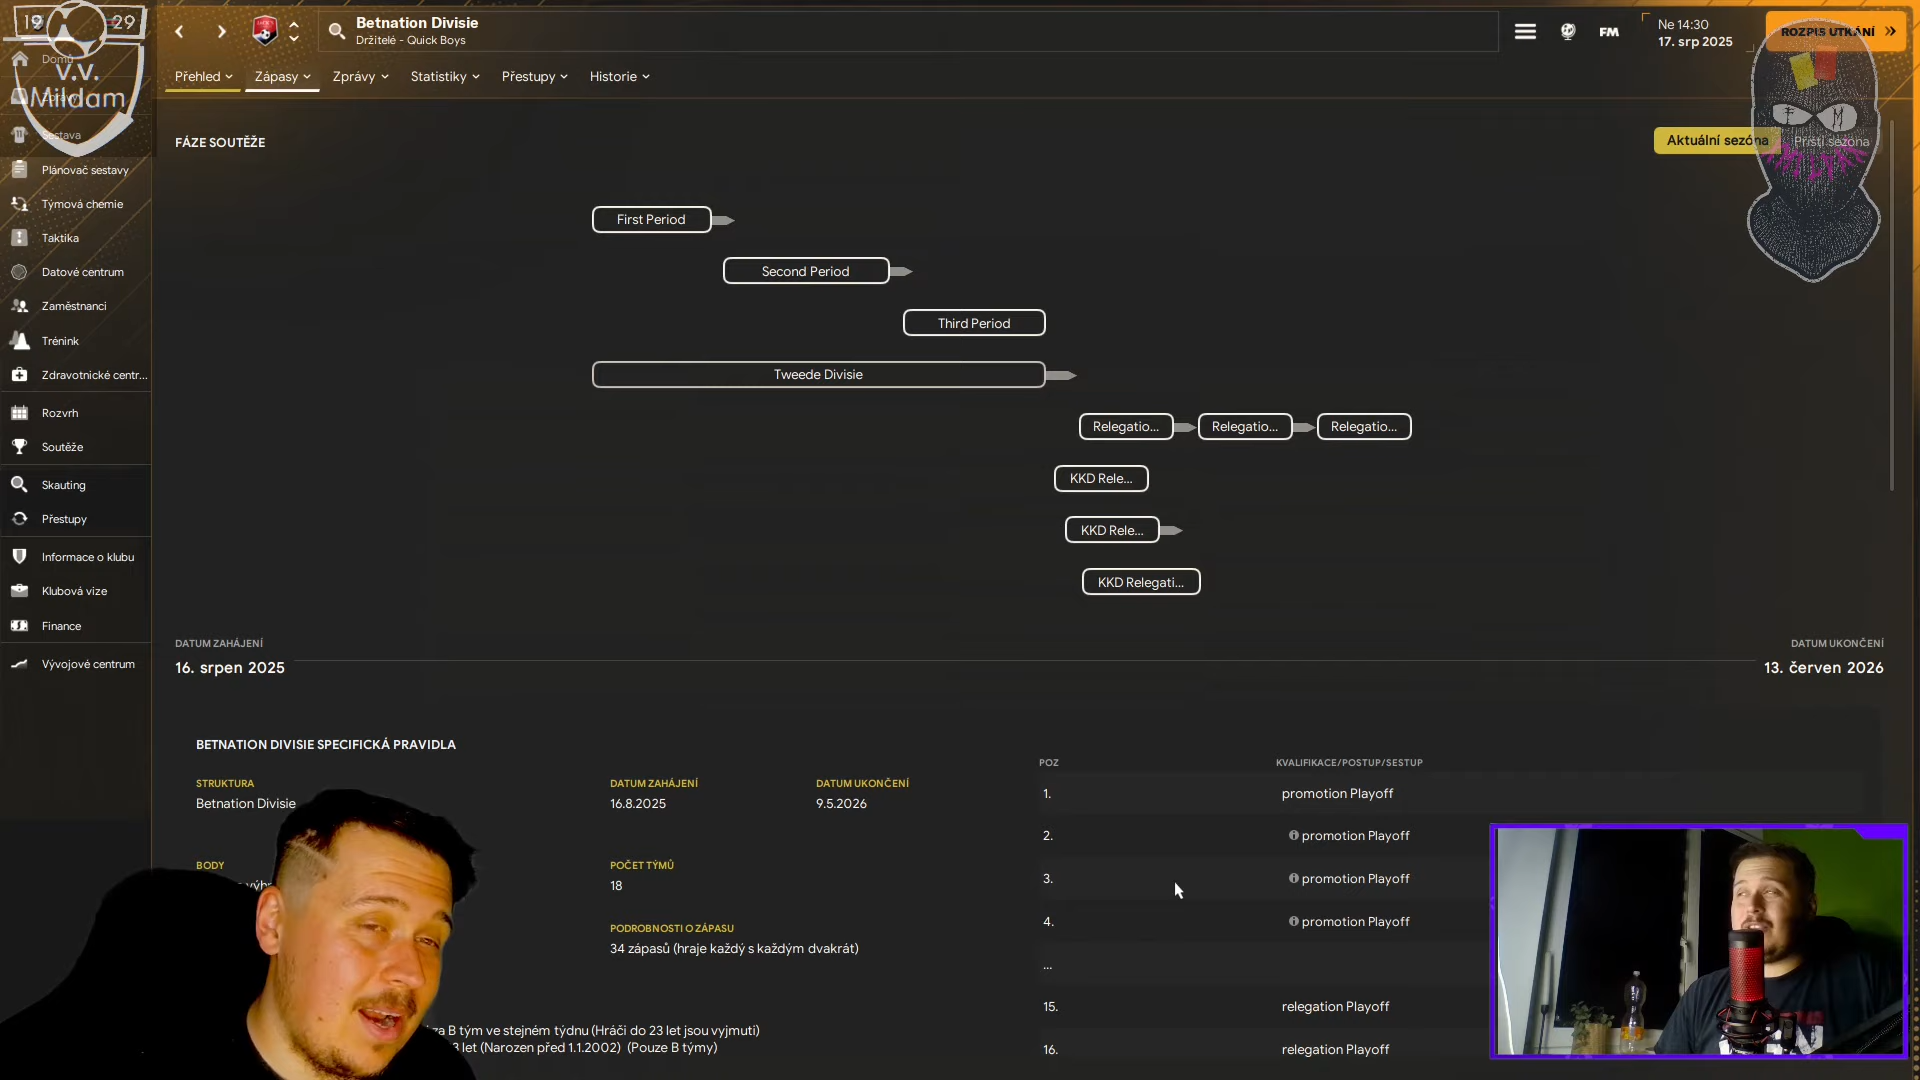 19 29
V.V.
Mildam
Betnation Divisie
Držitelé - Quick Boys
FM
Ne 14:30
17. srp 2025
ROZPIS UTKÁNÍ
Přehled
Zápasy
Zprávy
Statistiky
Přestupy
Historie
Domů
Sestava
Plánovač sestavy
Týmová chemie
Taktika
Datové centrum
Zaměstnanci
Trénink
Zdravotnické centr...
Rozvrh
Soutěže
Skauting
Přestupy
Informace o klubu
Klubová vize
Finance
Vývojové centrum
FÁZE SOUTĚŽE
Aktuální sezóna
Příští sezóna
First Period
Second Period
Third Period
Tweede Divisie
Relegatio...
Relegatio...
Relegatio...
KKD Rele...
KKD Rele...
KKD Relegati...
DATUM ZAHÁJENÍ
16. srpen 2025
DATUM UKONČENÍ
13. červen 2026
BETNATION DIVISIE SPECIFICKÁ PRAVIDLA
STRUKTURA
Betnation Divisie
DATUM ZAHÁJENÍ
16.8.2025
DATUM UKONČENÍ
9.5.2026
BODY
POČET TÝMŮ
18
PODROBNOSTI O ZÁPASU
34 zápasů (hraje každý s každým dvakrát)
za B tým ve stejném týdnu (Hráči do 23 let jsou vyjmuti)
3 let (Narozen před 1.1.2002) (Pouze B týmy)
POZ KVALIFIKACE/POSTUP/SESTUP
1. promotion Playoff
2. promotion Playoff
3. promotion Playoff
4. promotion Playoff
...
15. relegation Playoff
16. relegation Playoff